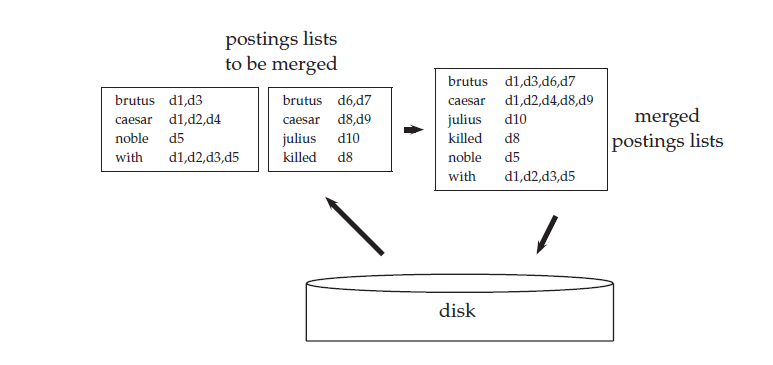 postings lists
to be merged
brutus d1,d3
caesar d1,d2,d4
noble d5
with d1,d2,d3,d5
brutus d6,d7
caesar d8,d9
julius d10
killed d8
brutus d1,d3,d6,d7
caesar d1,d2,d4,d8,d9
julius d10
killed d8
noble d5
with d1,d2,d3,d5
merged
postings lists
disk